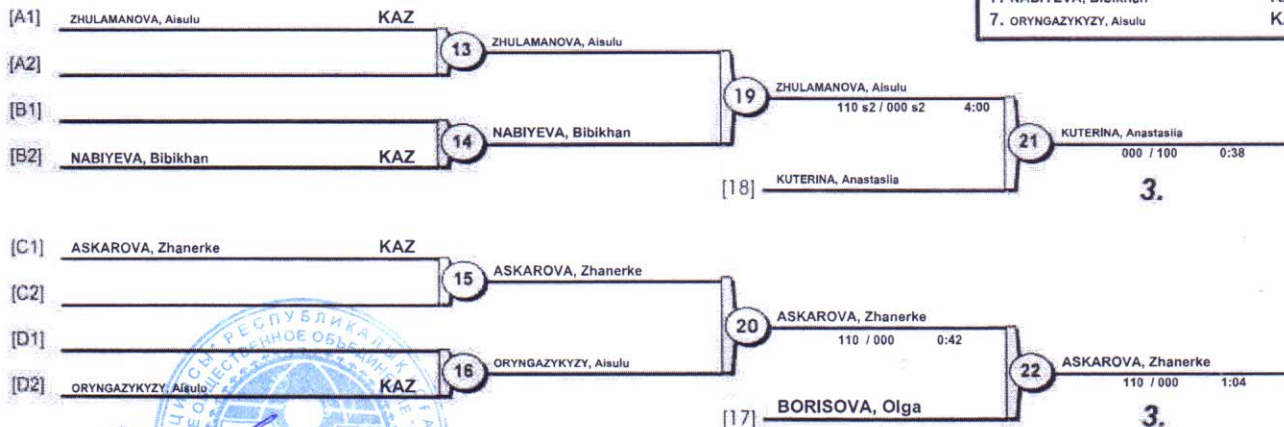 7. ORYNGAZYKYZY, Aisulu
[A1] ZHULAMANOVA, Aisulu KAZ
13 ZHULAMANOVA, Aisulu
[A2]
19 ZHULAMANOVA, Aisulu
110 s2 / 000 s2 4:00
[B1]
14 NABIYEVA, Bibikhan
[B2] NABIYEVA, Bibikhan KAZ
21 KUTERINA, Anastasiia
000 / 100 0:38
[18] KUTERINA, Anastasiia
3.
[C1] ASKAROVA, Zhanerke KAZ
15 ASKAROVA, Zhanerke
[C2]
20 ASKAROVA, Zhanerke
110 / 000 0:42
[D1]
16 ORYNGAZYKYZY, Aisulu
[D2] ORYNGAZYKYZY, Aisulu KAZ
22 ASKAROVA, Zhanerke
110 / 000 1:04
[17] BORISOVA, Olga
3.